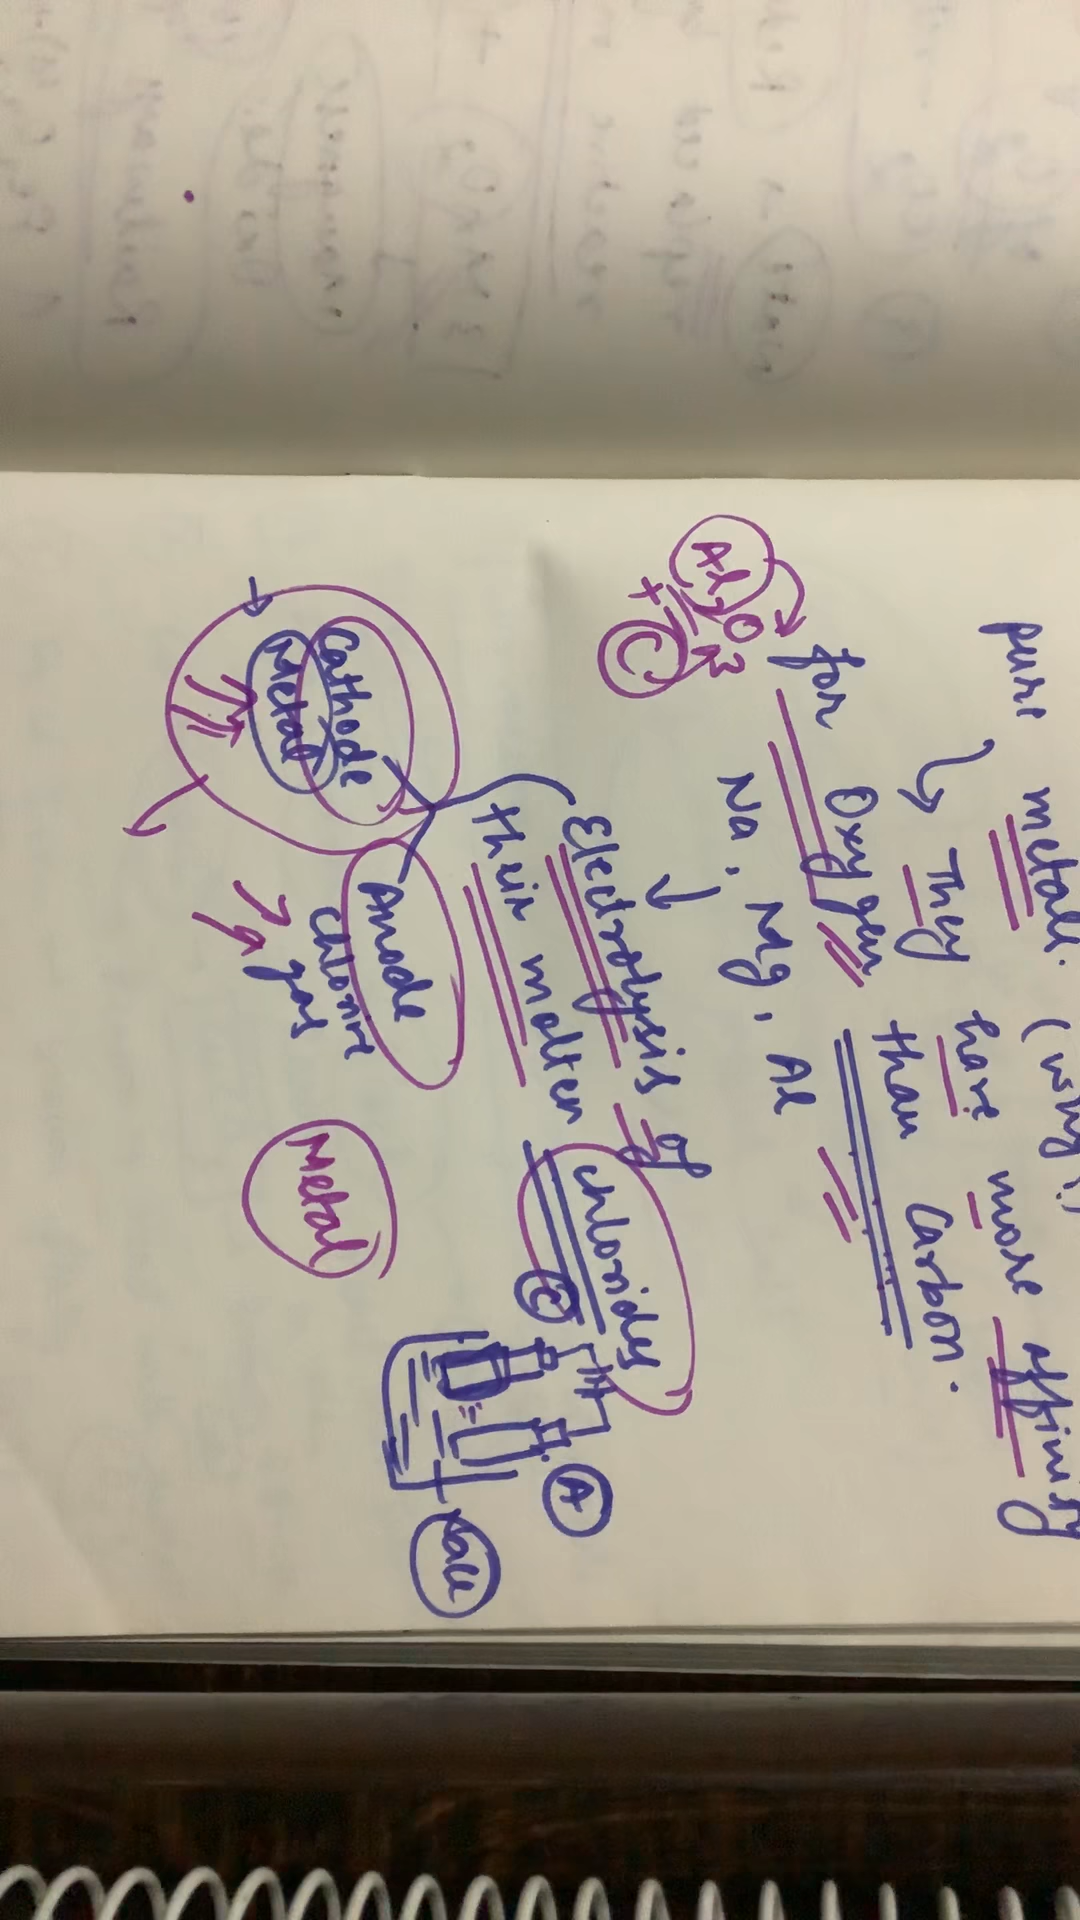 pure metal. (why?)
They have more affinity
for Oxygen than Carbon.
Al2O3
+ C
Na, Mg, Al
Electrolysis of
their molten chlorides
Cathode
Metal
Anode
chlorine
gas
Metal
C
A
NaCl